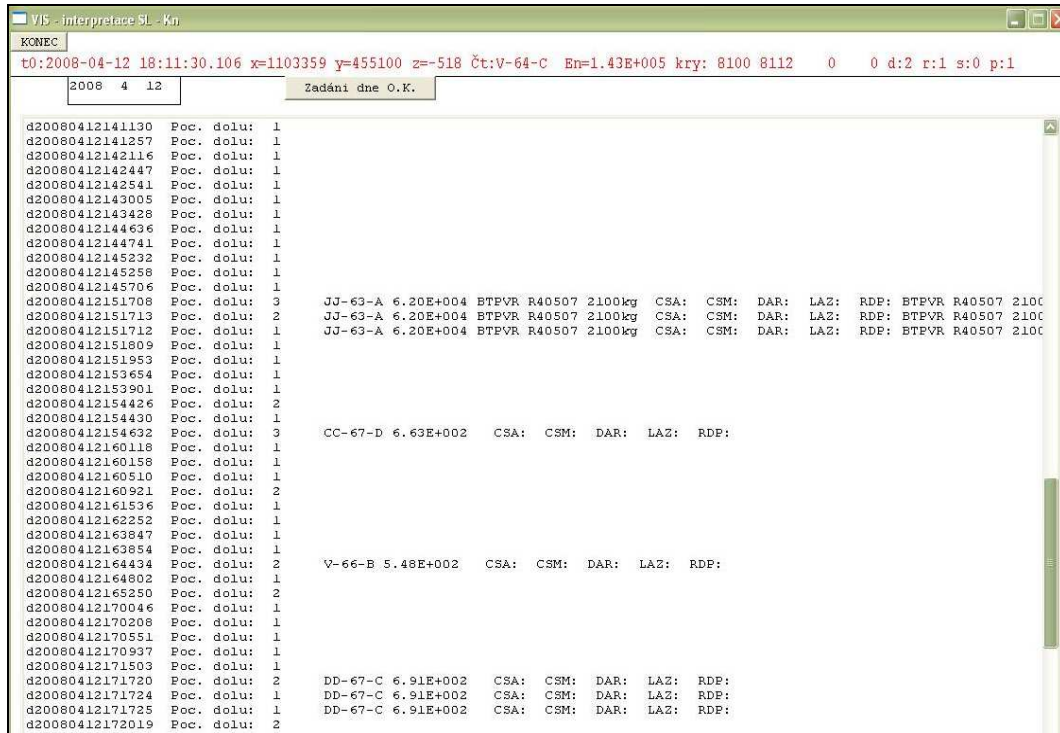 VIS - interpretace SL - Kn
KONEC
t0:2008-04-12 18:11:30.106 x=1103359 y=455100 z=-518 Čt:V-64-C En=1.43E+005 kry: 8100 8112 0 0 d:2 r:1 s:0 p:1
2008 4 12 Zadáni dne O.K.
d20080412141130 Poc. dolu: 1
d20080412141257 Poc. dolu: 1
d20080412142116 Poc. dolu: 1
d20080412142447 Poc. dolu: 1
d20080412142541 Poc. dolu: 1
d20080412143005 Poc. dolu: 1
d20080412143428 Poc. dolu: 1
d20080412144636 Poc. dolu: 1
d20080412144741 Poc. dolu: 1
d20080412145232 Poc. dolu: 1
d20080412145258 Poc. dolu: 1
d20080412145706 Poc. dolu: 1
d20080412151708 Poc. dolu: 3 JJ-63-A 6.20E+004 BTPVR R40507 2100kg CSA: CSM: DAR: LAZ: RDP: BTPVR R40507 2100
d20080412151713 Poc. dolu: 2 JJ-63-A 6.20E+004 BTPVR R40507 2100kg CSA: CSM: DAR: LAZ: RDP: BTPVR R40507 2100
d20080412151712 Poc. dolu: 1 JJ-63-A 6.20E+004 BTPVR R40507 2100kg CSA: CSM: DAR: LAZ: RDP: BTPVR R40507 2100
d20080412151809 Poc. dolu: 1
d20080412151953 Poc. dolu: 1
d20080412153654 Poc. dolu: 1
d20080412153901 Poc. dolu: 1
d20080412154426 Poc. dolu: 2
d20080412154430 Poc. dolu: 1
d20080412154632 Poc. dolu: 3 CC-67-D 6.63E+002 CSA: CSM: DAR: LAZ: RDP:
d20080412160118 Poc. dolu: 1
d20080412160158 Poc. dolu: 1
d20080412160510 Poc. dolu: 1
d20080412160921 Poc. dolu: 2
d20080412161536 Poc. dolu: 1
d20080412162252 Poc. dolu: 1
d20080412163847 Poc. dolu: 1
d20080412163854 Poc. dolu: 1
d20080412164434 Poc. dolu: 2 V-66-B 5.48E+002 CSA: CSM: DAR: LAZ: RDP:
d20080412164802 Poc. dolu: 1
d20080412165250 Poc. dolu: 2
d20080412170046 Poc. dolu: 1
d20080412170208 Poc. dolu: 1
d20080412170551 Poc. dolu: 1
d20080412170937 Poc. dolu: 1
d20080412171503 Poc. dolu: 1
d20080412171720 Poc. dolu: 2 DD-67-C 6.91E+002 CSA: CSM: DAR: LAZ: RDP:
d20080412171724 Poc. dolu: 1 DD-67-C 6.91E+002 CSA: CSM: DAR: LAZ: RDP:
d20080412171725 Poc. dolu: 1 DD-67-C 6.91E+002 CSA: CSM: DAR: LAZ: RDP:
d20080412172019 Poc. dolu: 2